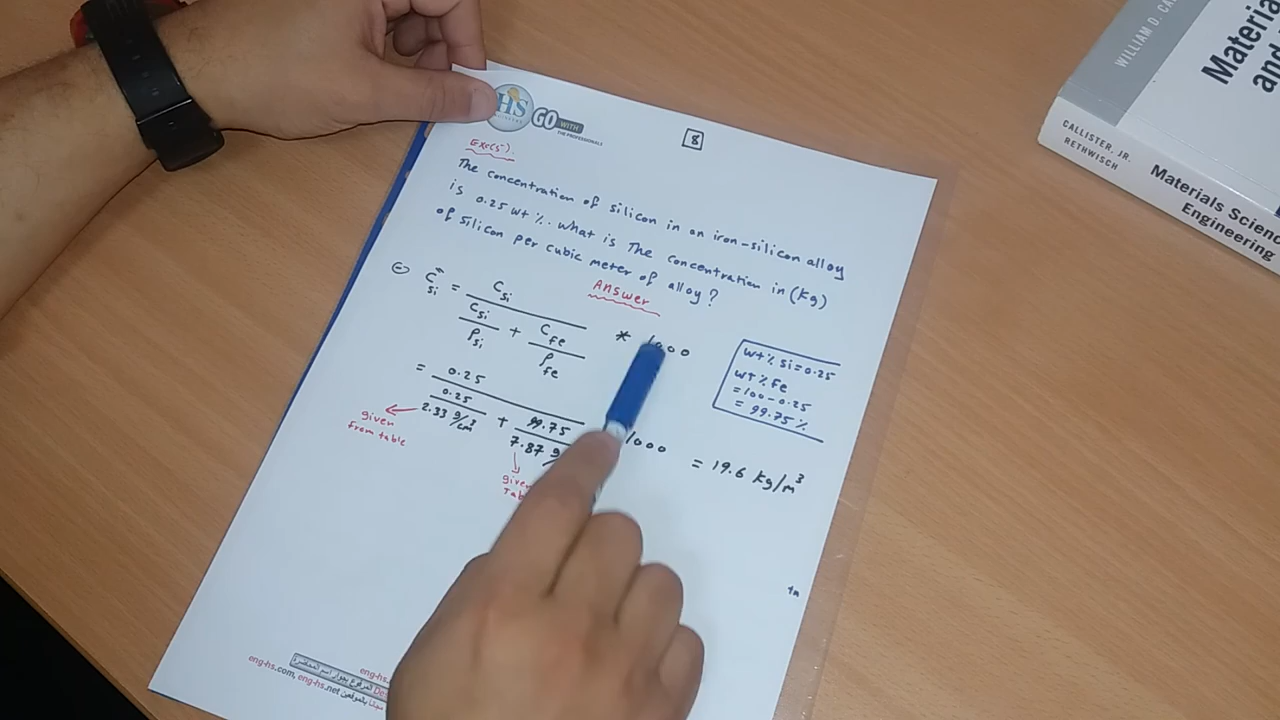 HS
GO WITH
THE PROFESSIONALS
8
Exe(5).
The concentration of silicon in an iron-silicon alloy
is 0.25 wt %. what is The concentration in (Kg)
of silicon per cubic meter of alloy?
Answer
C"si = Csi / (Csi/ρsi + Cfe/ρfe) * 1000
wt % Si = 0.25
wt % Fe
= 100 - 0.25
= 99.75 %
= 0.25 / (0.25/2.33 g/cm³ + 99.75/7.87 g) 1000 = 19.6 Kg/m³
given
from table
eng-hs.com, eng-hs.net
WILLIAM D. CA
Materia
and
CALLISTER, JR.
RETHWISCH
Materials Scienc
Engineering